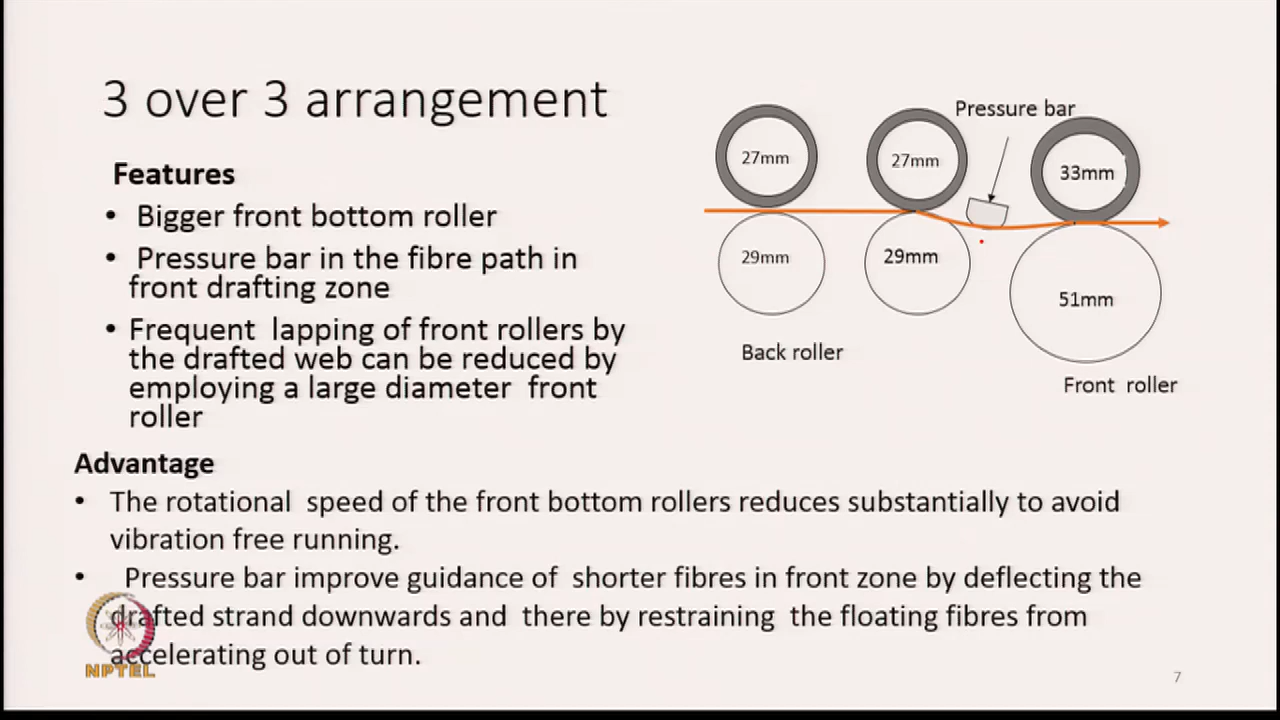 3 over 3 arrangement
Features
• Bigger front bottom roller
• Pressure bar in the fibre path in
front drafting zone
• Frequent lapping of front rollers by
the drafted web can be reduced by
employing a large diameter front
roller
Pressure bar
27mm
27mm
33mm
29mm
29mm
51mm
Back roller
Front roller
Advantage
• The rotational speed of the front bottom rollers reduces substantially to avoid
vibration free running.
• Pressure bar improve guidance of shorter fibres in front zone by deflecting the
drafted strand downwards and there by restraining the floating fibres from
accelerating out of turn.
NPTEL
7